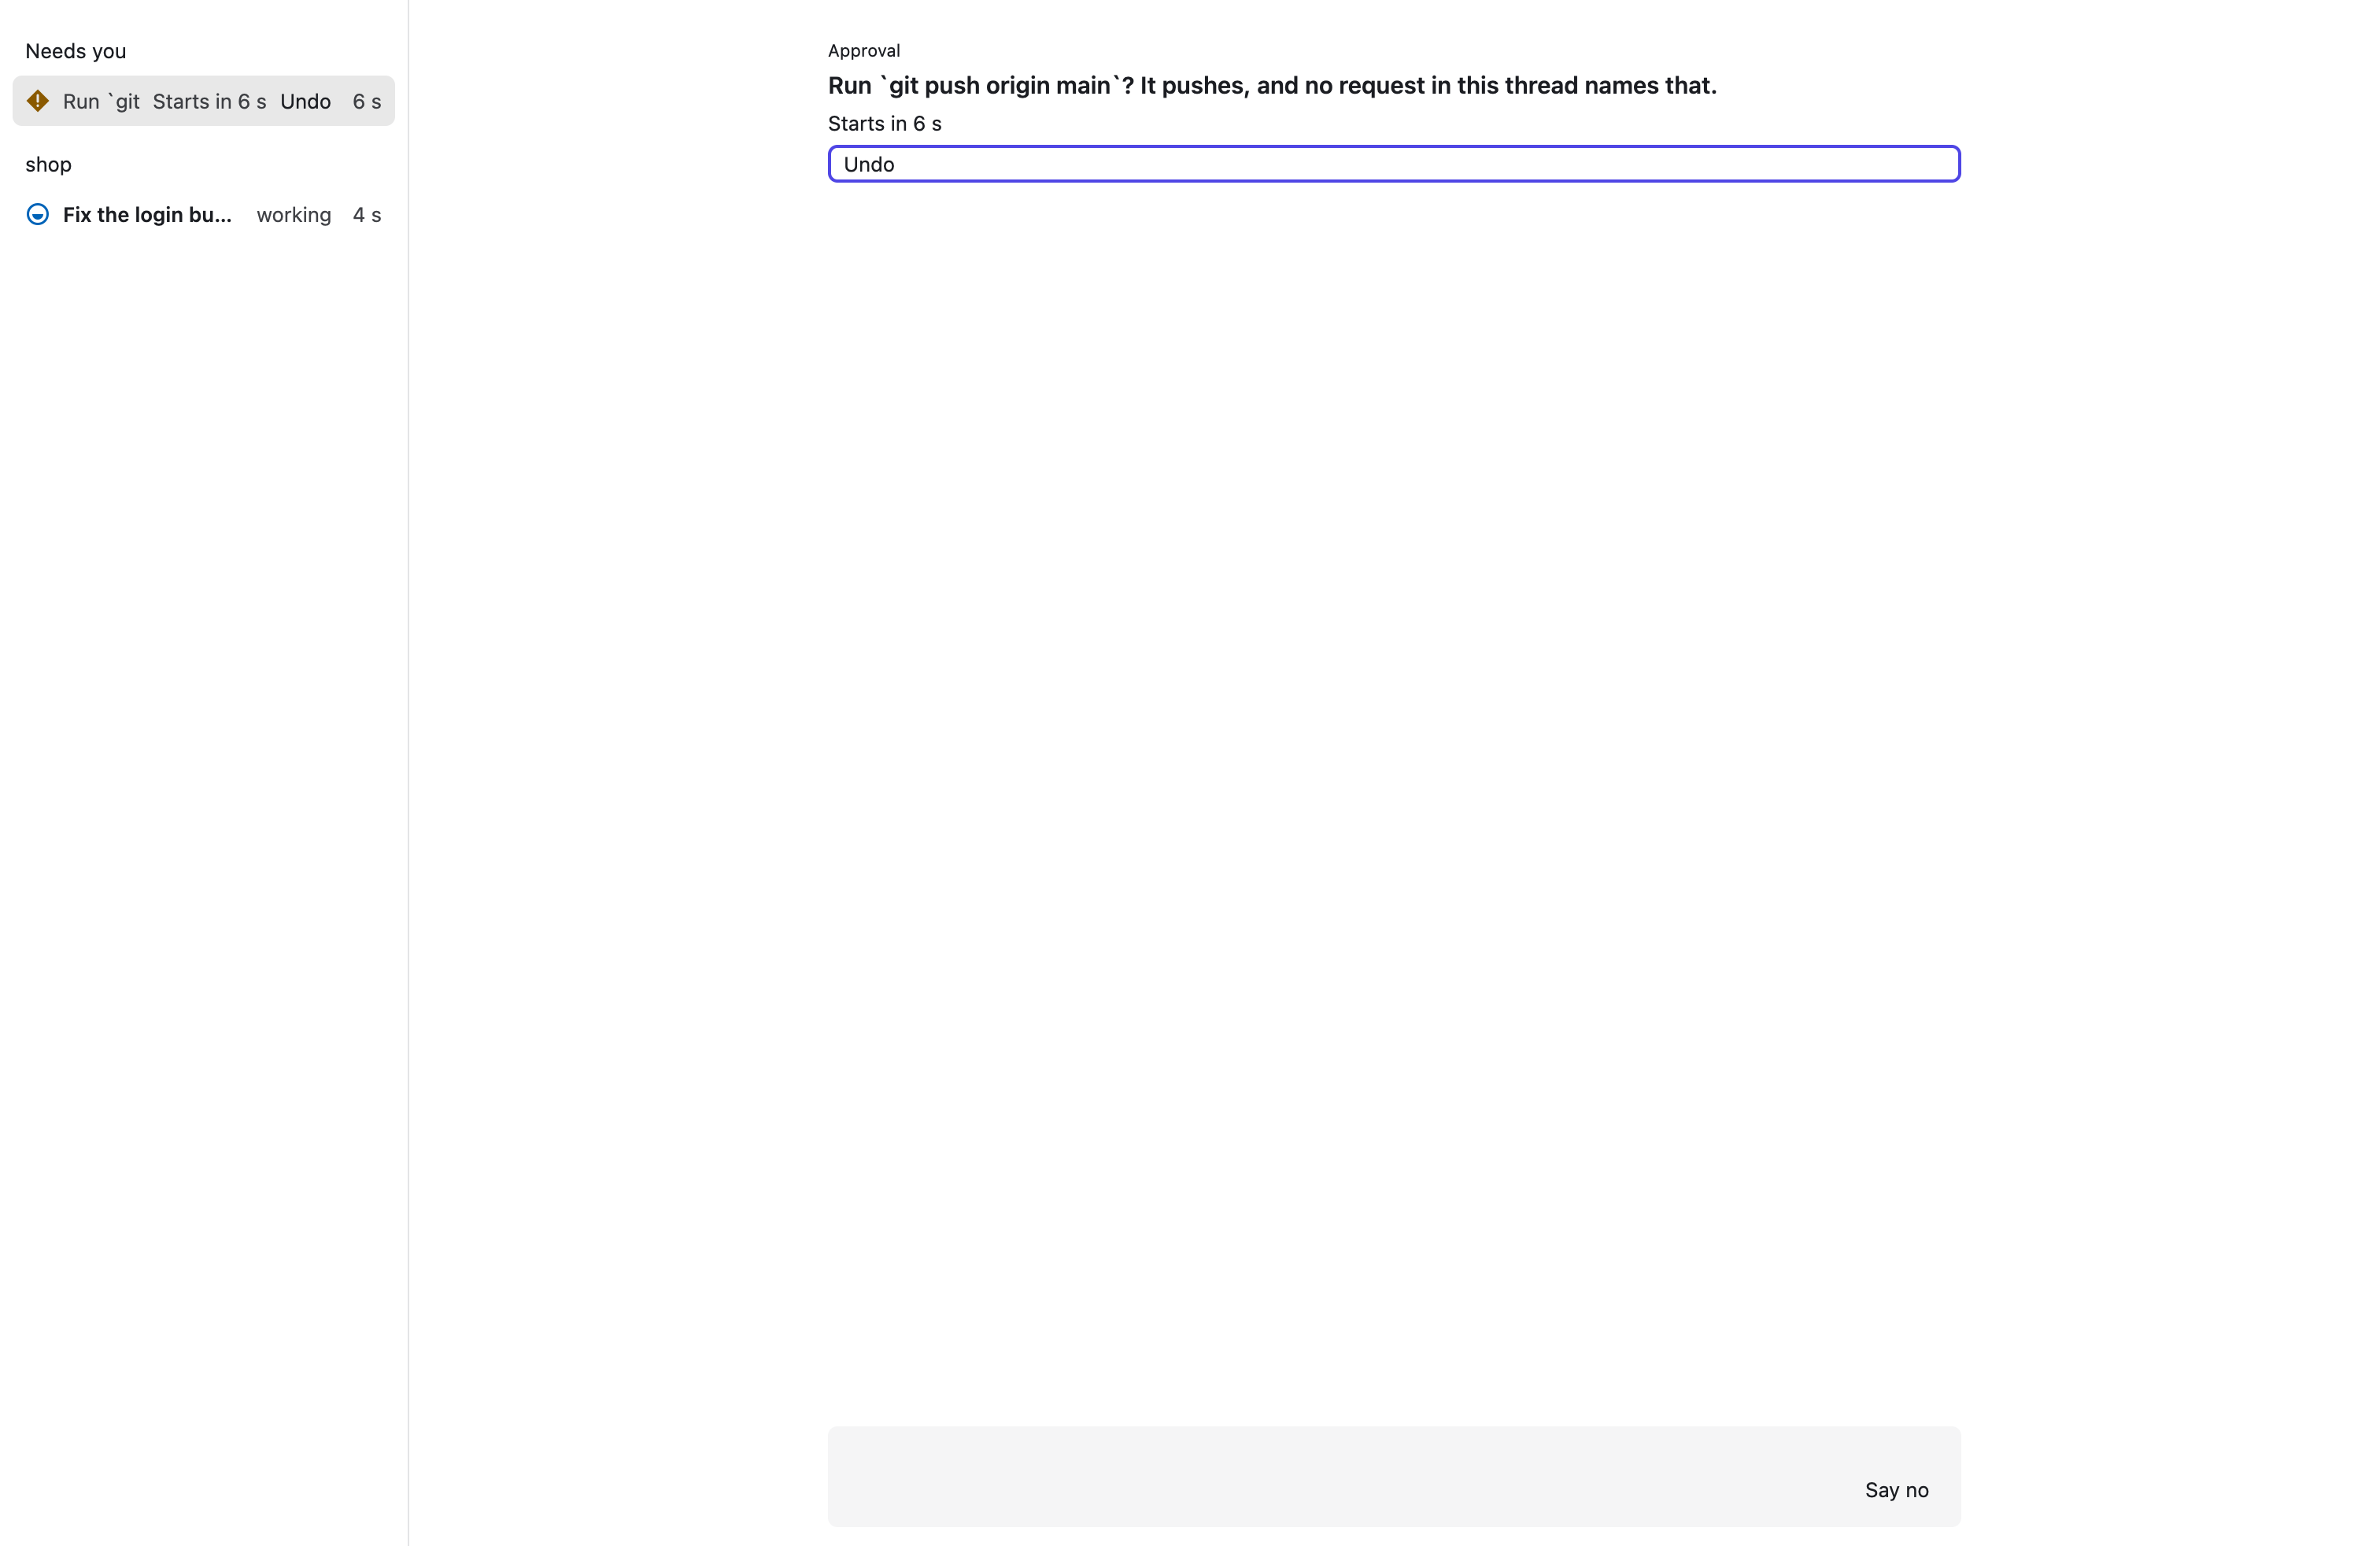 Needs you
Run `git Starts in 6 s Undo 6 s
shop
Fix the login bu... working 4 s
Approval
Run `git push origin main`? It pushes, and no request in this thread names that.
Starts in 6 s
Undo
Say no